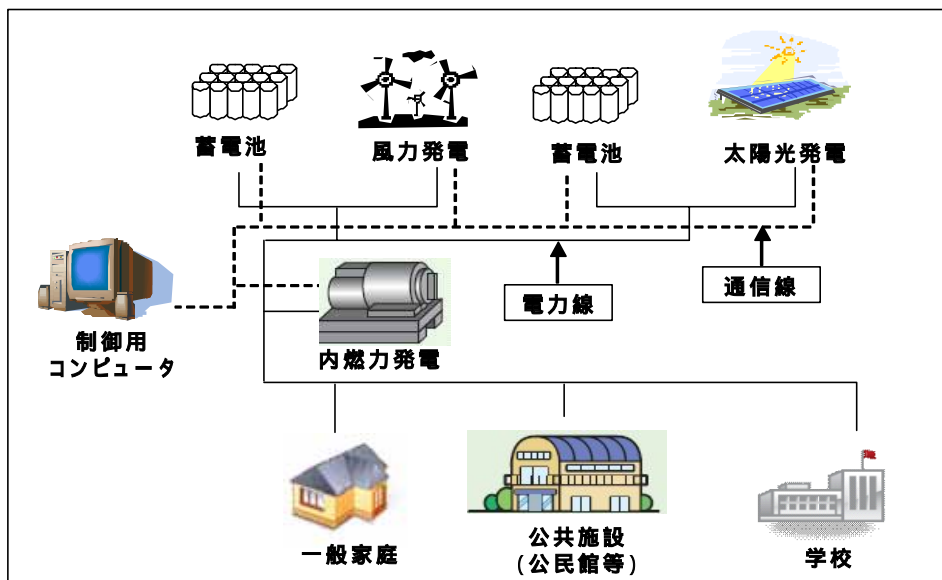 蓄電池
風力発電
蓄電池
太陽光発電
電力線
通信線
制御用
コンピュータ
内燃力発電
一般家庭
公共施設
(公民館等)
学校